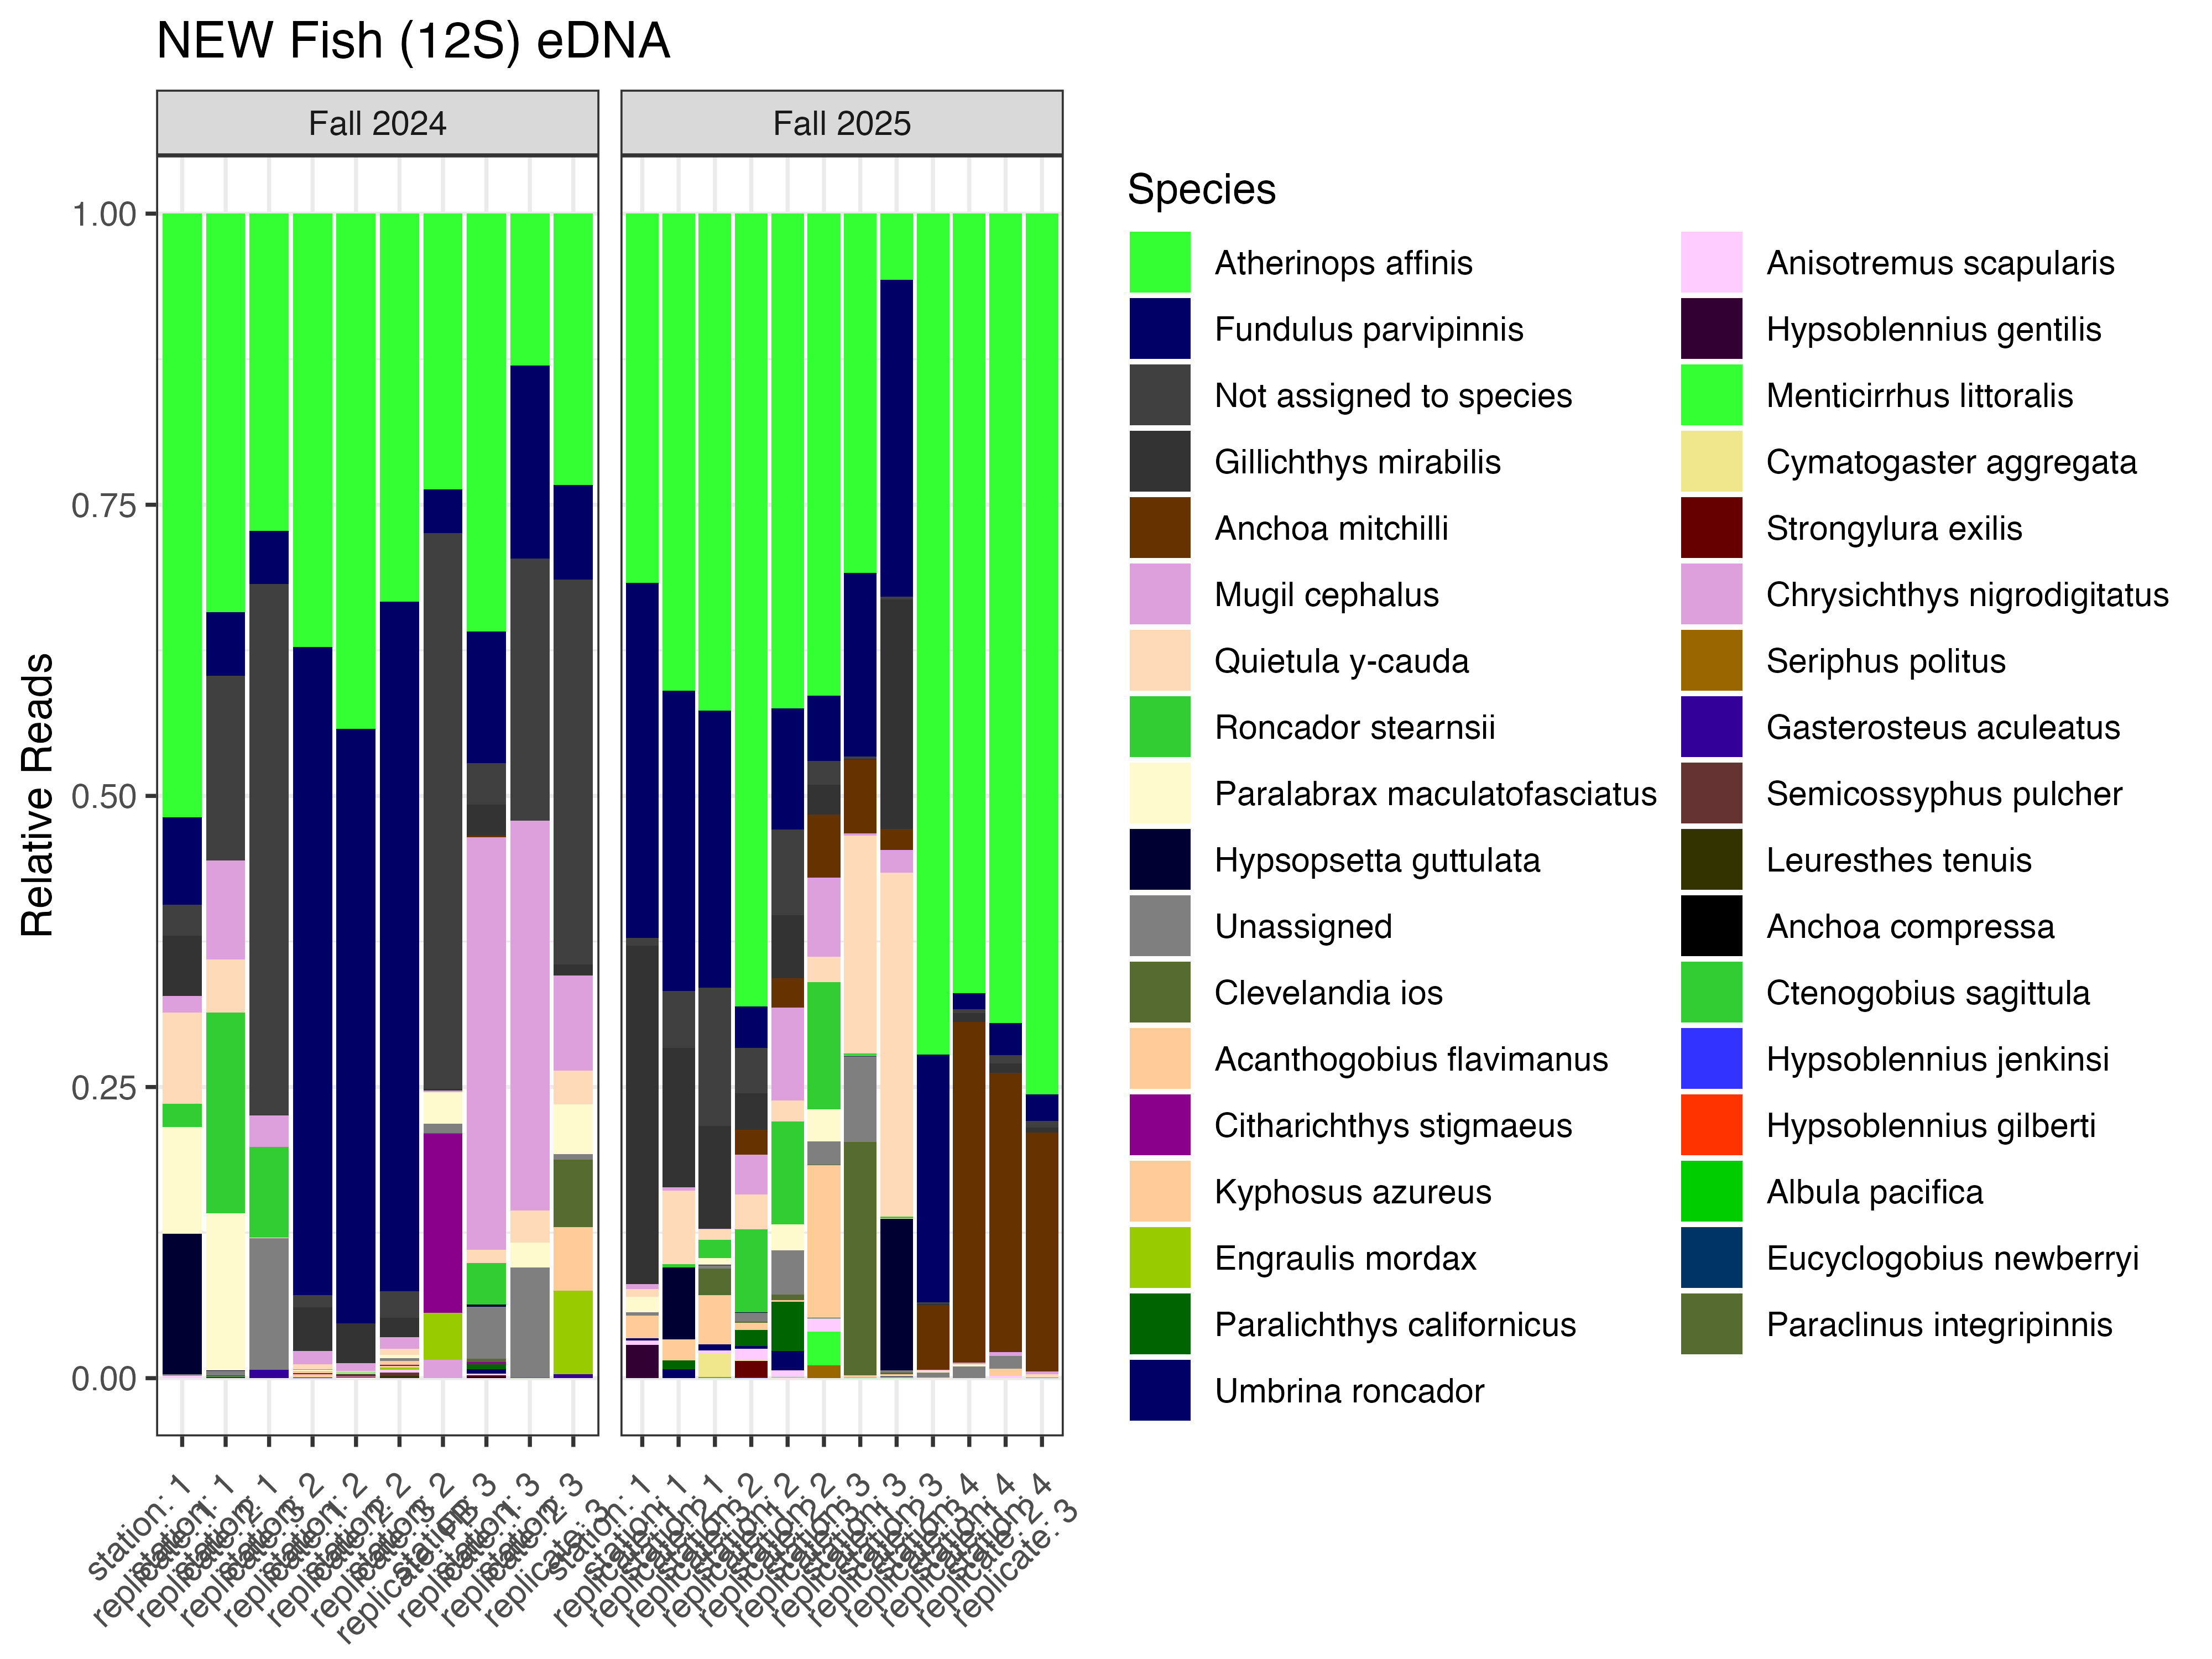 NEW Fish (12S) eDNA
Fall 2024
Fall 2025
Relative Reads
1.00
0.75
0.50
0.25
0.00
Species
Atherinops affinis
Fundulus parvipinnis
Not assigned to species
Gillichthys mirabilis
Anchoa mitchilli
Mugil cephalus
Quietula y-cauda
Roncador stearnsii
Paralabrax maculatofasciatus
Hypsopsetta guttulata
Unassigned
Clevelandia ios
Acanthogobius flavimanus
Citharichthys stigmaeus
Kyphosus azureus
Engraulis mordax
Paralichthys californicus
Umbrina roncador
Anisotremus scapularis
Hypsoblennius gentilis
Menticirrhus littoralis
Cymatogaster aggregata
Strongylura exilis
Chrysichthys nigrodigitatus
Seriphus politus
Gasterosteus aculeatus
Semicossyphus pulcher
Leuresthes tenuis
Anchoa compressa
Ctenogobius sagittula
Hypsoblennius jenkinsi
Hypsoblennius gilberti
Albula pacifica
Eucyclogobius newberryi
Paraclinus integripinnis
station: 1
replicate: 3
station: 1
replicate: 3